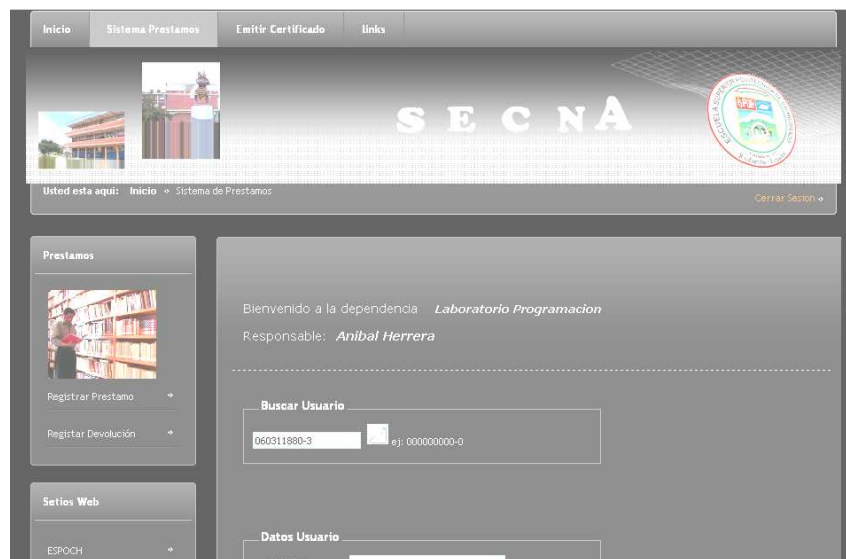 Inicio Sistema Prestamos Emitir Certificado links
SECNA
Usted esta aqui: Inicio Sistema de Prestamos
Cerrar Sesion
Prestamos
Registrar Prestamo
Registar Devolución
Setios Web
ESPOCH
Bienvenido a la dependencia Laboratorio Programacion
Responsable: Anibal Herrera
Buscar Usuario
060311880-3 ej: 000000000-0
Datos Usuario